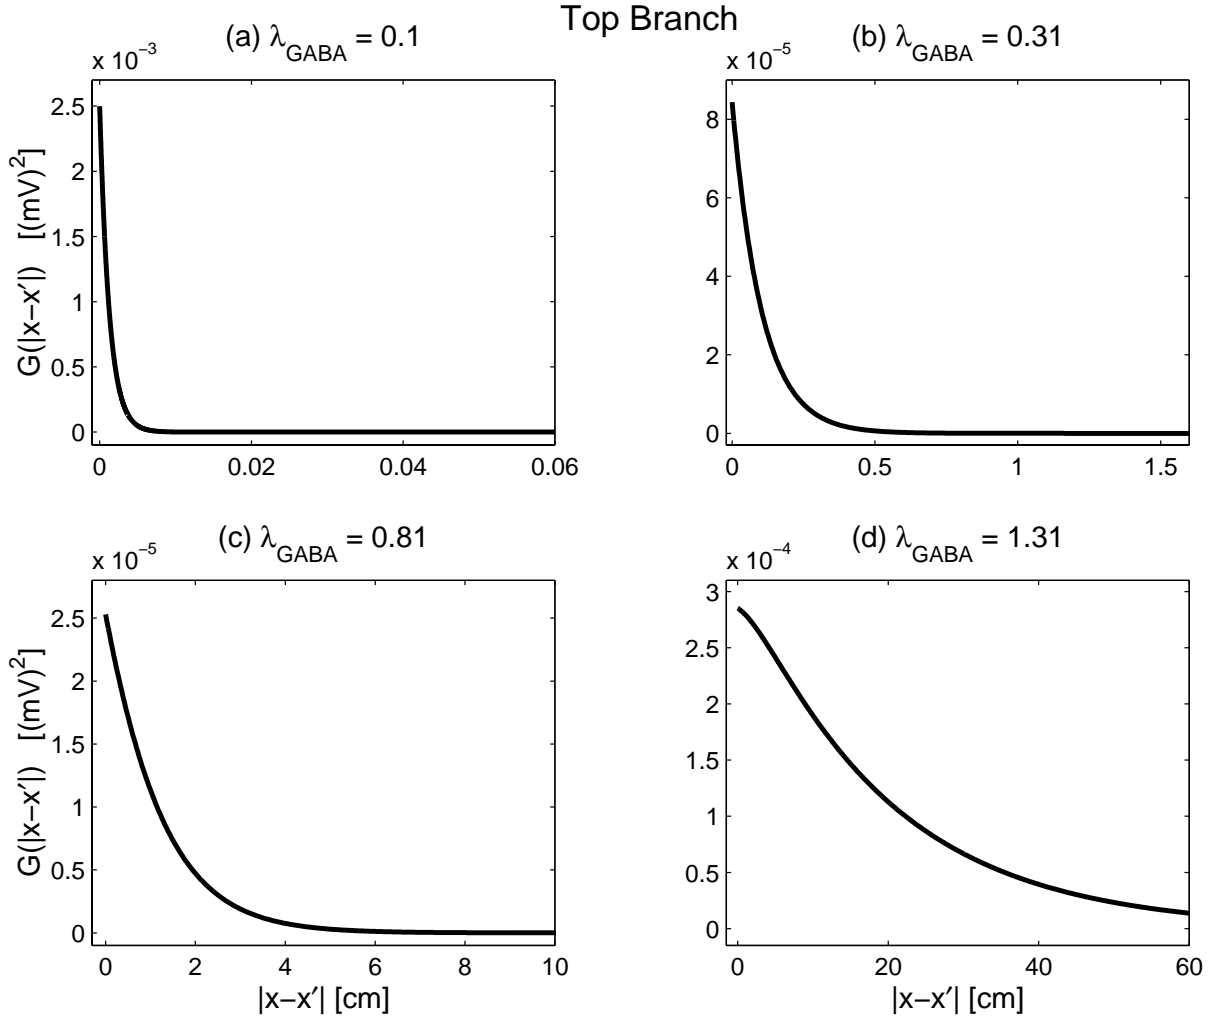 Top Branch
(a) λ_GABA = 0.1
x 10^−3
2.5
2
1.5
1
0.5
0
0 0.02 0.04 0.06
G(|x−x′|) [(mV)^2]
(b) λ_GABA = 0.31
x 10^−5
8
6
4
2
0
0 0.5 1 1.5
(c) λ_GABA = 0.81
x 10^−5
2.5
2
1.5
1
0.5
0
0 2 4 6 8 10
G(|x−x′|) [(mV)^2]
|x−x′| [cm]
(d) λ_GABA = 1.31
x 10^−4
3
2.5
2
1.5
1
0.5
0
0 20 40 60
|x−x′| [cm]